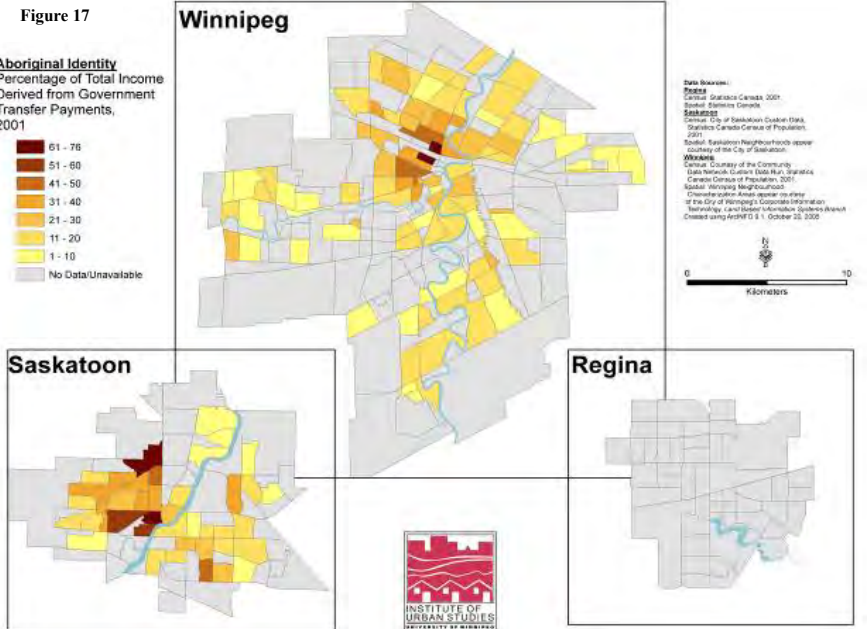 Figure 17
Winnipeg
Aboriginal Identity
Percentage of Total Income
Derived from Government
Transfer Payments,
2001
61 - 76
51 - 60
41 - 50
31 - 40
21 - 30
11 - 20
1 - 10
No Data/Unavailable
Data Sources:
Regina
Census: Statistics Canada, 2001.
Spatial: Statistics Canada
Saskatoon
Census: City of Saskatoon Custom Data,
Statistics Canada Census of Population,
2001
Spatial: Saskatoon Neighbourhoods appear
courtesy of the City of Saskatoon.
Winnipeg
Census: Courtesy of the Community
Data Network Custom Data Run, Statistics
Canada Census of Population, 2001.
Spatial: Winnipeg Neighbourhood
Characterization Areas appear courtesy
of the City of Winnipeg's Corporate Information
Technology, Land Based Information Systems Branch
Created using ArcINFO 9.1, October 20, 2005
N
S
0
10
Kilometers
Saskatoon
Regina
INSTITUTE OF
URBAN STUDIES
UNIVERSITY OF WINNIPEG